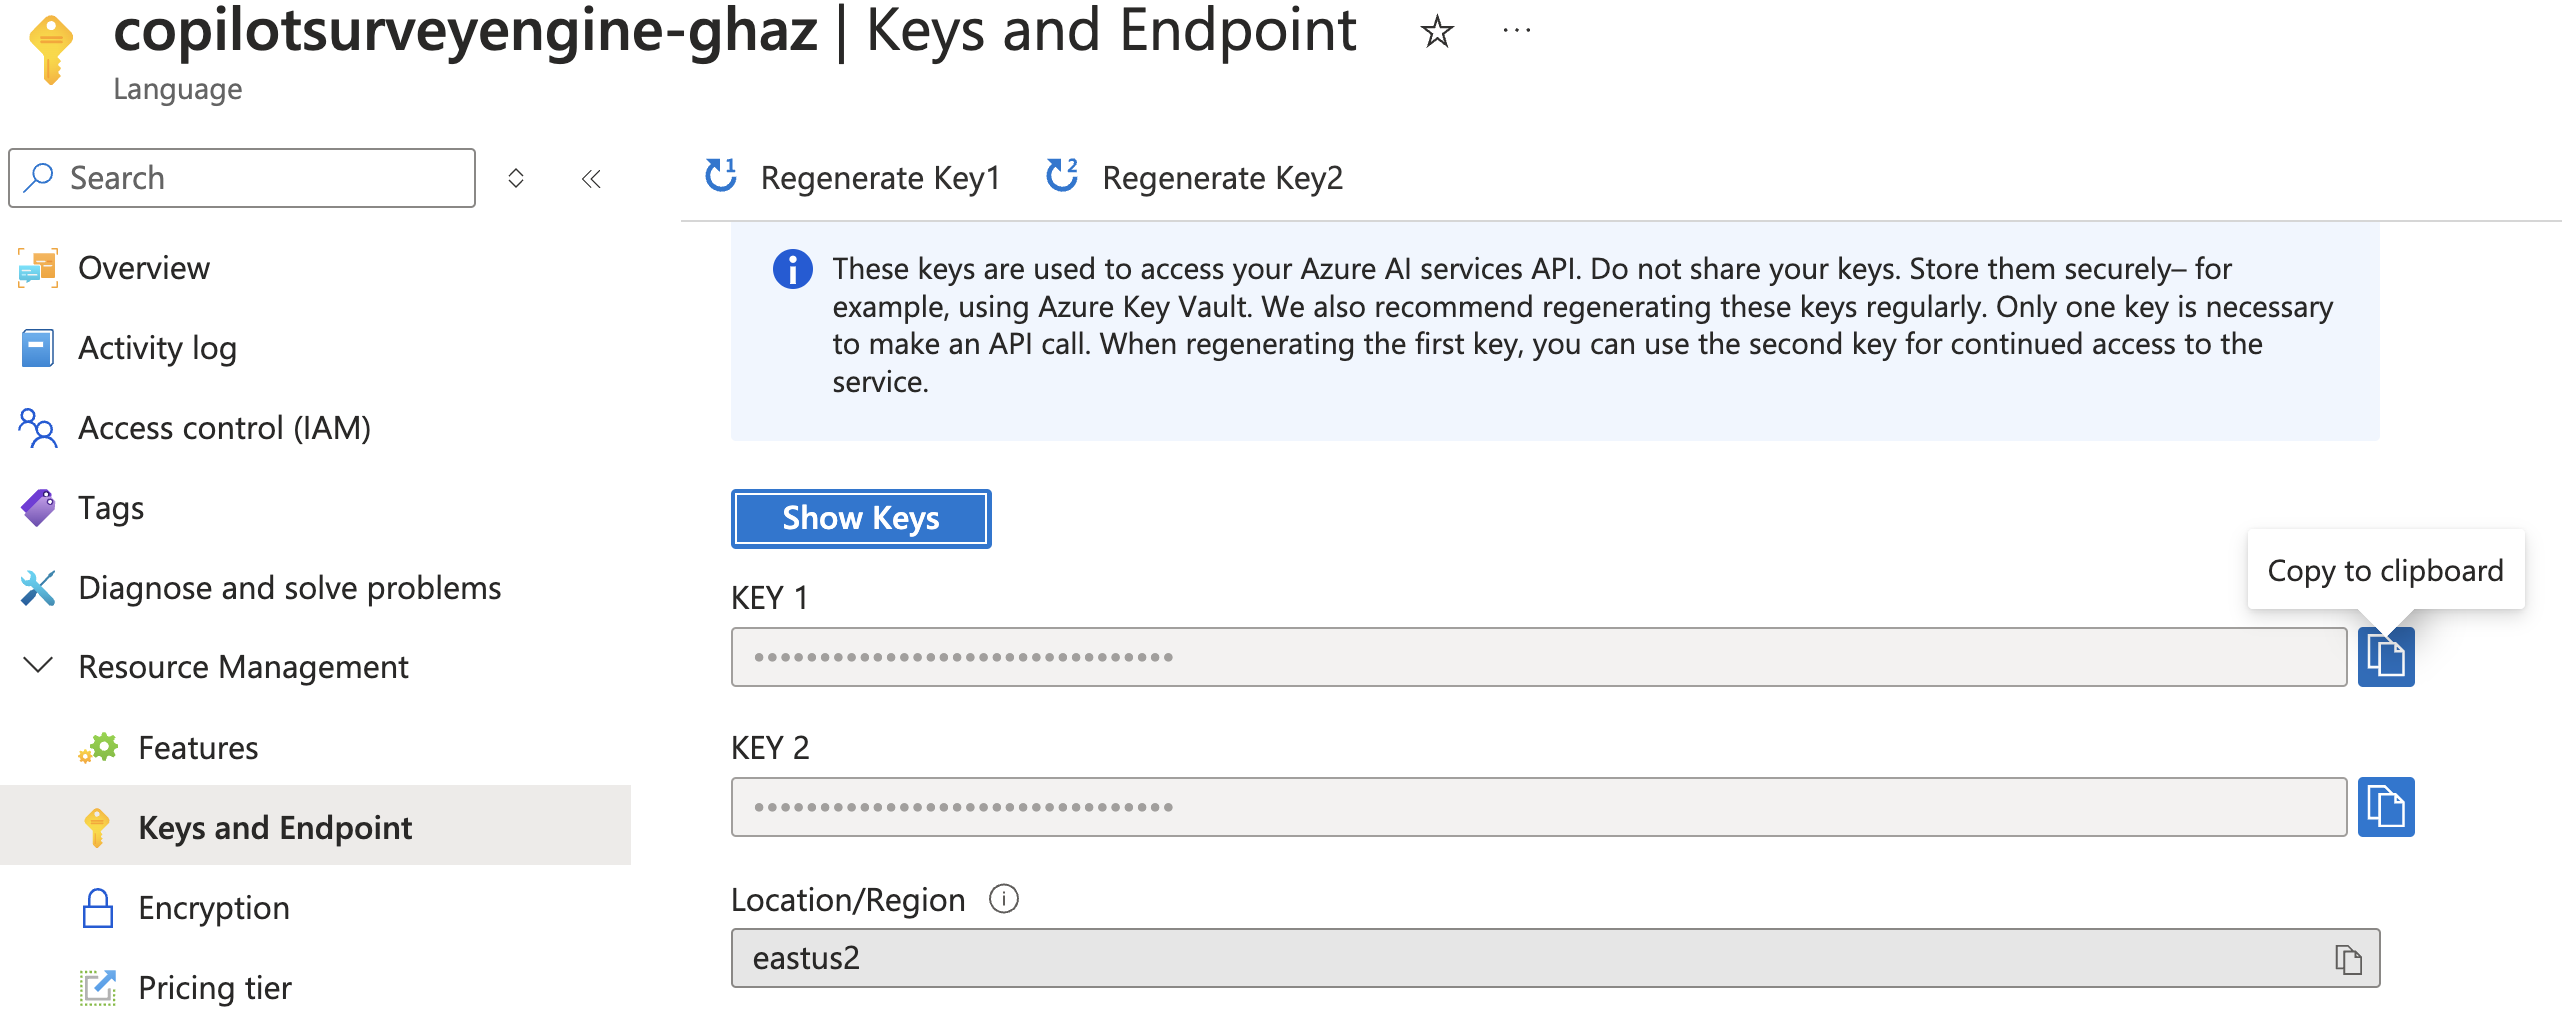 copilotsurveyengine-ghaz | Keys and Endpoint
Language
Search
Regenerate Key1
Regenerate Key2
Overview
Activity log
Access control (IAM)
Tags
Diagnose and solve problems
Resource Management
Features
Keys and Endpoint
Encryption
Pricing tier
These keys are used to access your Azure AI services API. Do not share your keys. Store them securely– for
example, using Azure Key Vault. We also recommend regenerating these keys regularly. Only one key is necessary
to make an API call. When regenerating the first key, you can use the second key for continued access to the
service.
Show Keys
Copy to clipboard
KEY 1
KEY 2
Location/Region
eastus2